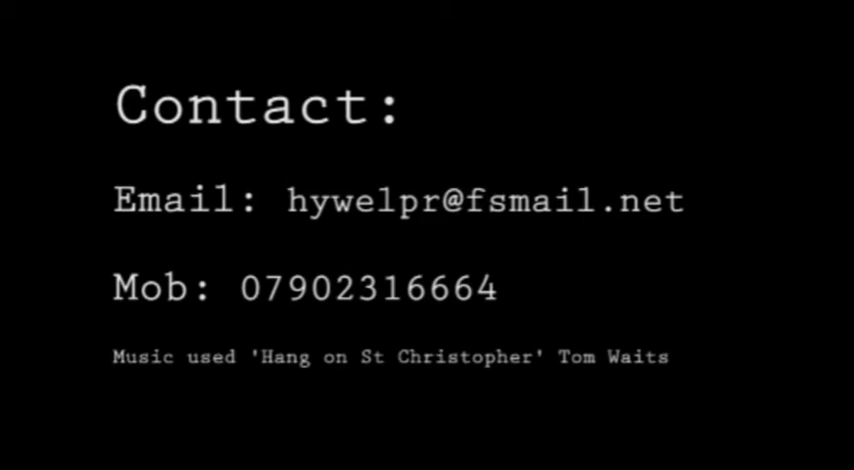 Contact:
Email: hywelpr@fsmail.net
Mob: 07902316664
Music used 'Hang on St Christopher' Tom Waits